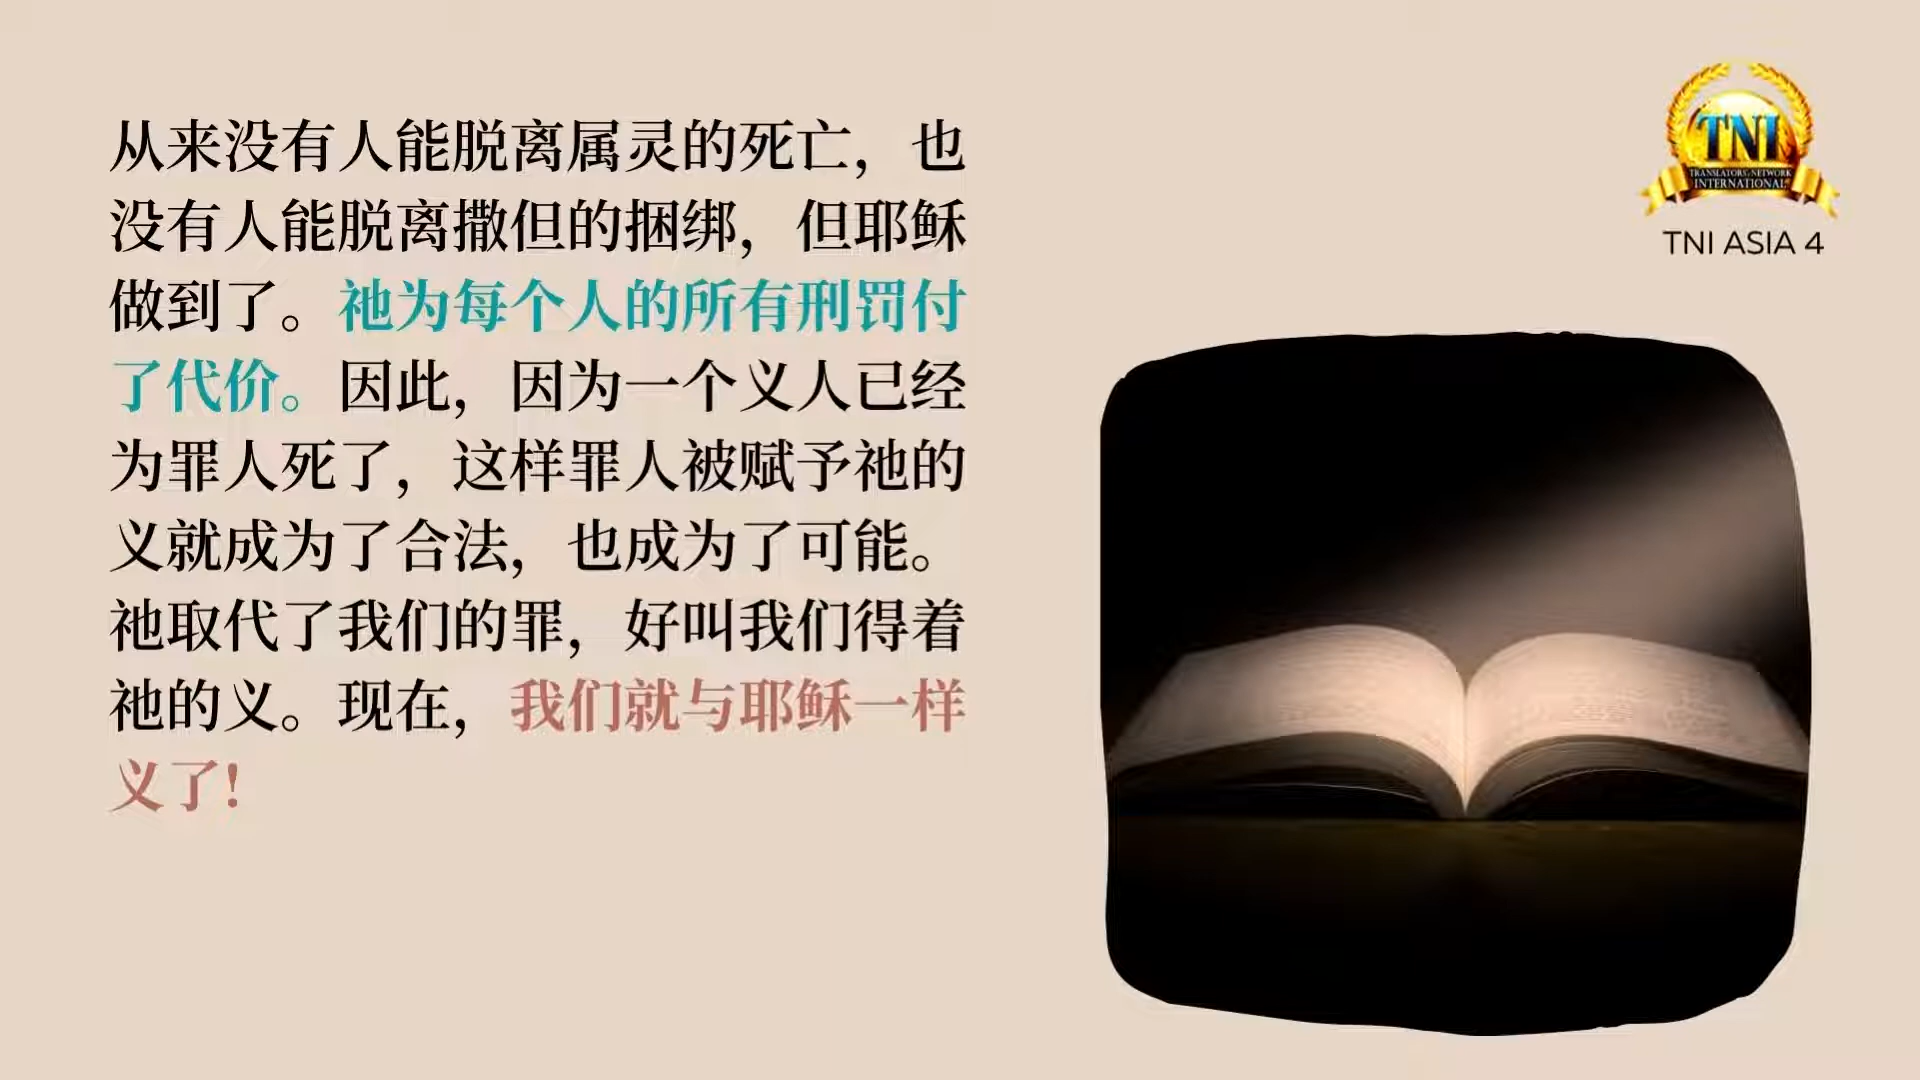 从来没有人能脱离属灵的死亡，也
没有人能脱离撒但的捆绑，但耶稣
做到了。祂为每个人的所有刑罚付
了代价。因此，因为一个义人已经
为罪人死了，这样罪人被赋予祂的
义就成为了合法，也成为了可能。
祂取代了我们的罪，好叫我们得着
祂的义。现在，我们就与耶稣一样
义了！
TNI
TRANSLATORS' NETWORK
INTERNATIONAL
TNI ASIA 4